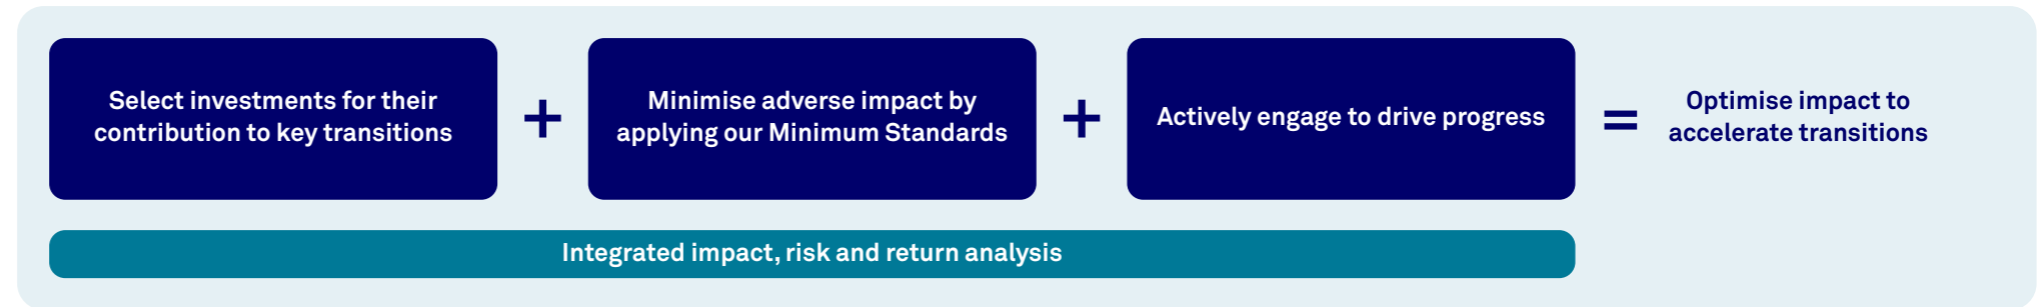 Select investments for their
contribution to key transitions
+
Minimise adverse impact by
applying our Minimum Standards
+
Actively engage to drive progress
=
Optimise impact to
accelerate transitions
Integrated impact, risk and return analysis